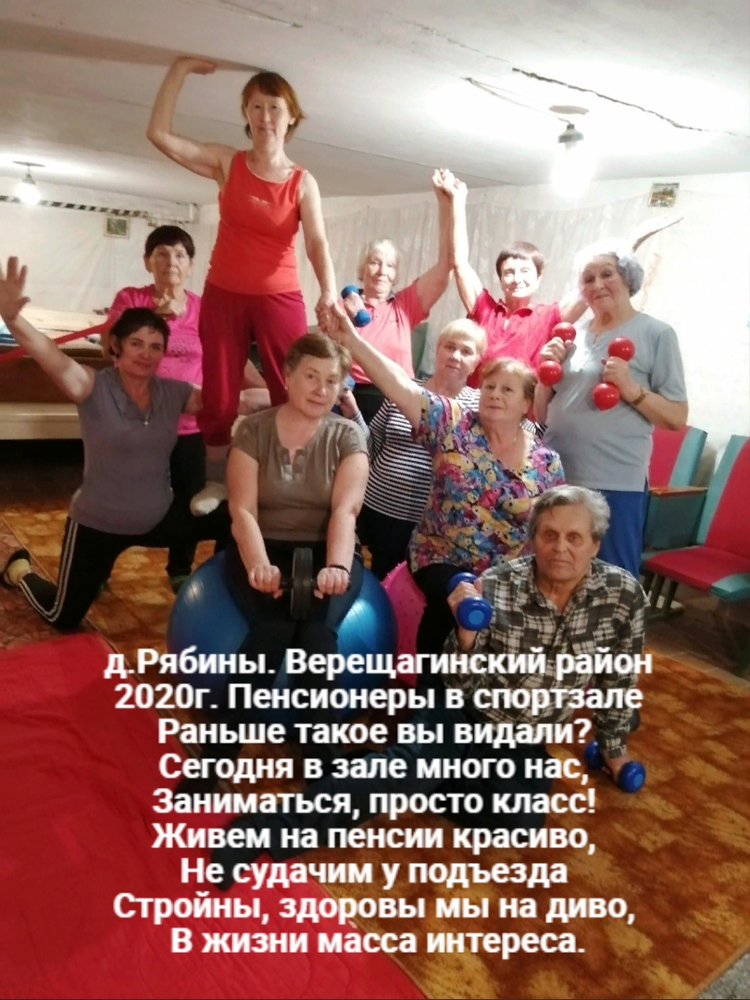 д.Рябины. Верещагинский район
2020г. Пенсионеры в спортзале
Раньше такое вы видали?
Сегодня в зале много нас,
Заниматься, просто класс!
Живем на пенсии красиво,
Не судачим у подъезда
Стройны, здоровы мы на диво,
В жизни масса интереса.